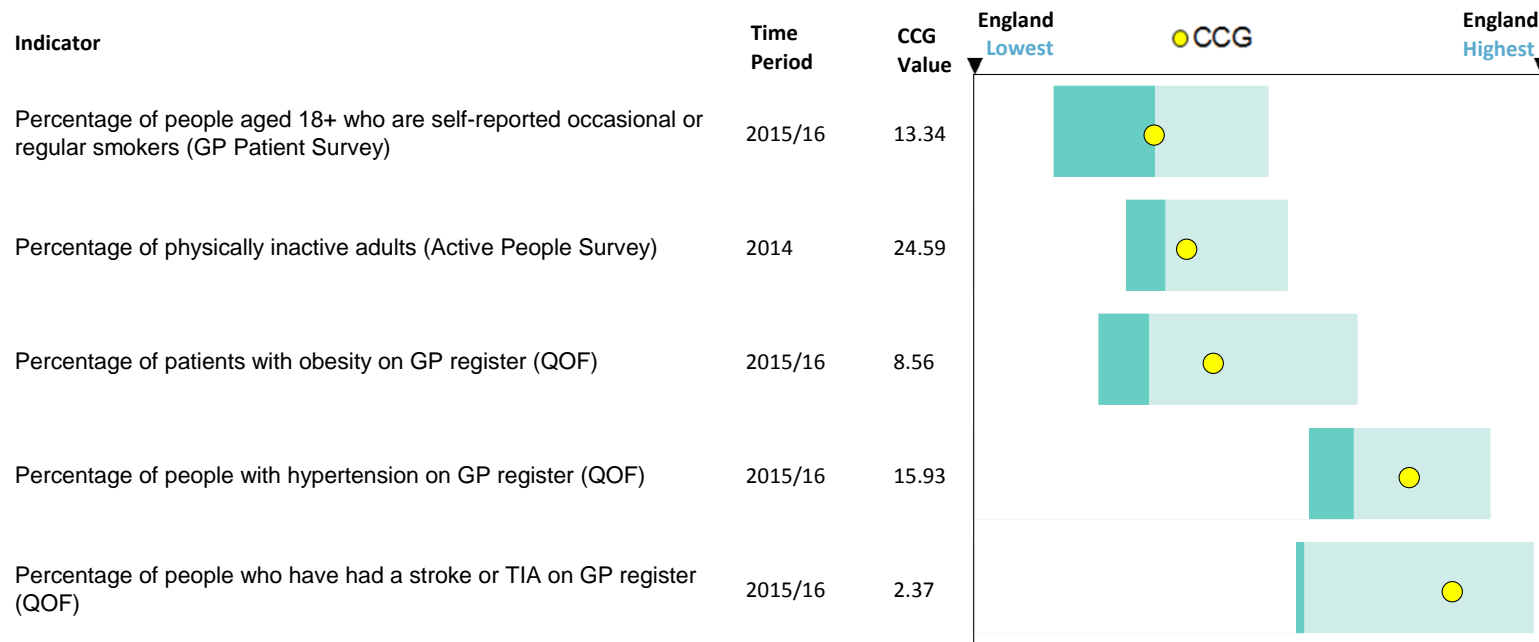 Indicator
Time Period
CCG Value
England Lowest
CCG
England Highest
Percentage of people aged 18+ who are self-reported occasional or
regular smokers (GP Patient Survey)
2015/16
13.34
Percentage of physically inactive adults (Active People Survey)
2014
24.59
Percentage of patients with obesity on GP register (QOF)
2015/16
8.56
Percentage of people with hypertension on GP register (QOF)
2015/16
15.93
Percentage of people who have had a stroke or TIA on GP register
(QOF)
2015/16
2.37